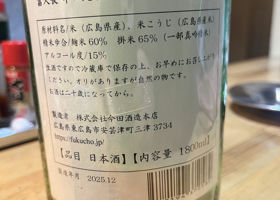 原材料名/米（広島県産）、米こうじ（広島県産）
精米歩合/麹米60% 掛米65%（一部真吟精米）
アルコール度/15%
生酒ですので冷蔵庫で保存の上、お早めにお召し上がり
ください。オリがありますが自然の物です。
お酒は二十歳になってから。
製造者 株式会社今田酒造本店
広島県東広島市安芸津町三津 3734
https://fukucho.jp/
【品目 日本酒】【内容量 1800ml】
製造年月 2025.12